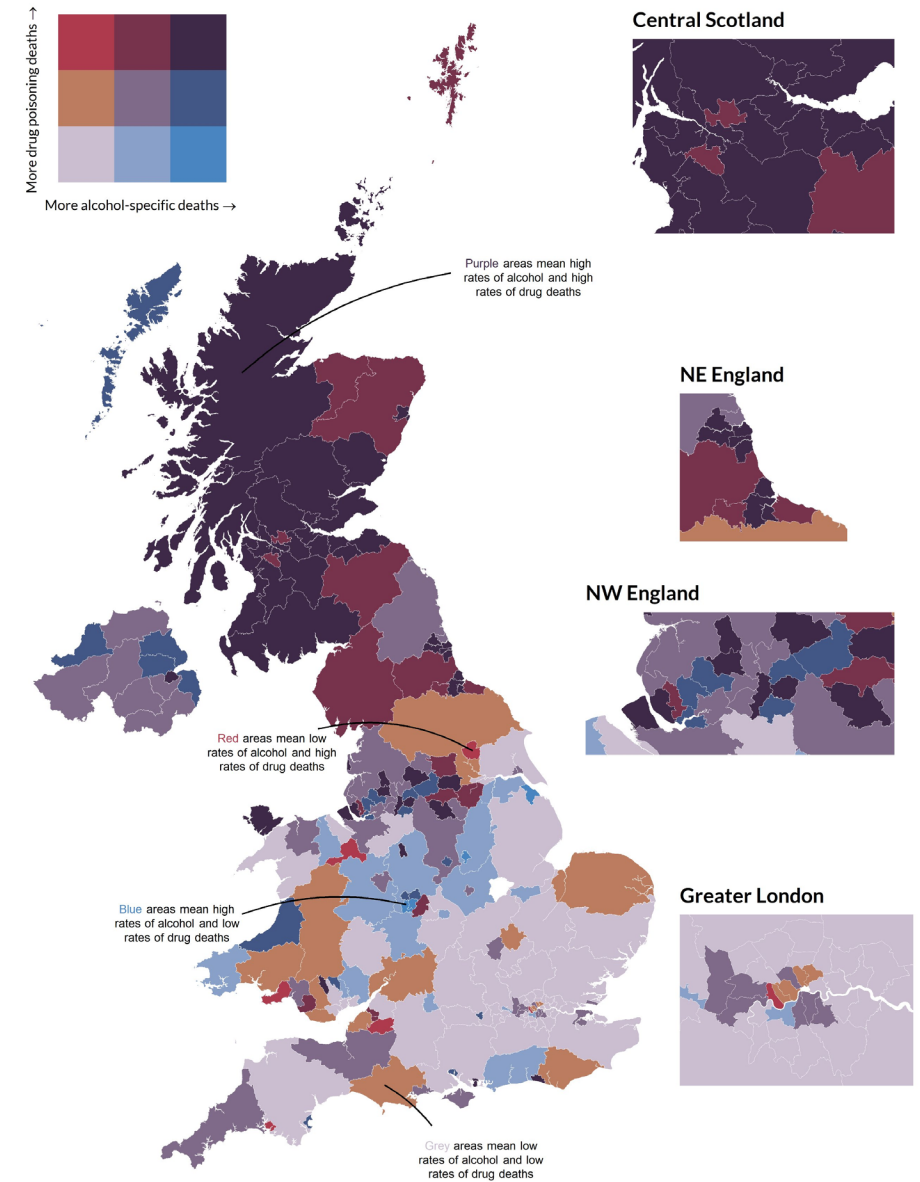 More drug poisoning deaths →
More alcohol-specific deaths →
Central Scotland
Purple areas mean high
rates of alcohol and high
rates of drug deaths
NE England
NW England
Red areas mean low
rates of alcohol and high
rates of drug deaths
Greater London
Blue areas mean high
rates of alcohol and low
rates of drug deaths
Grey areas mean low
rates of alcohol and low
rates of drug deaths